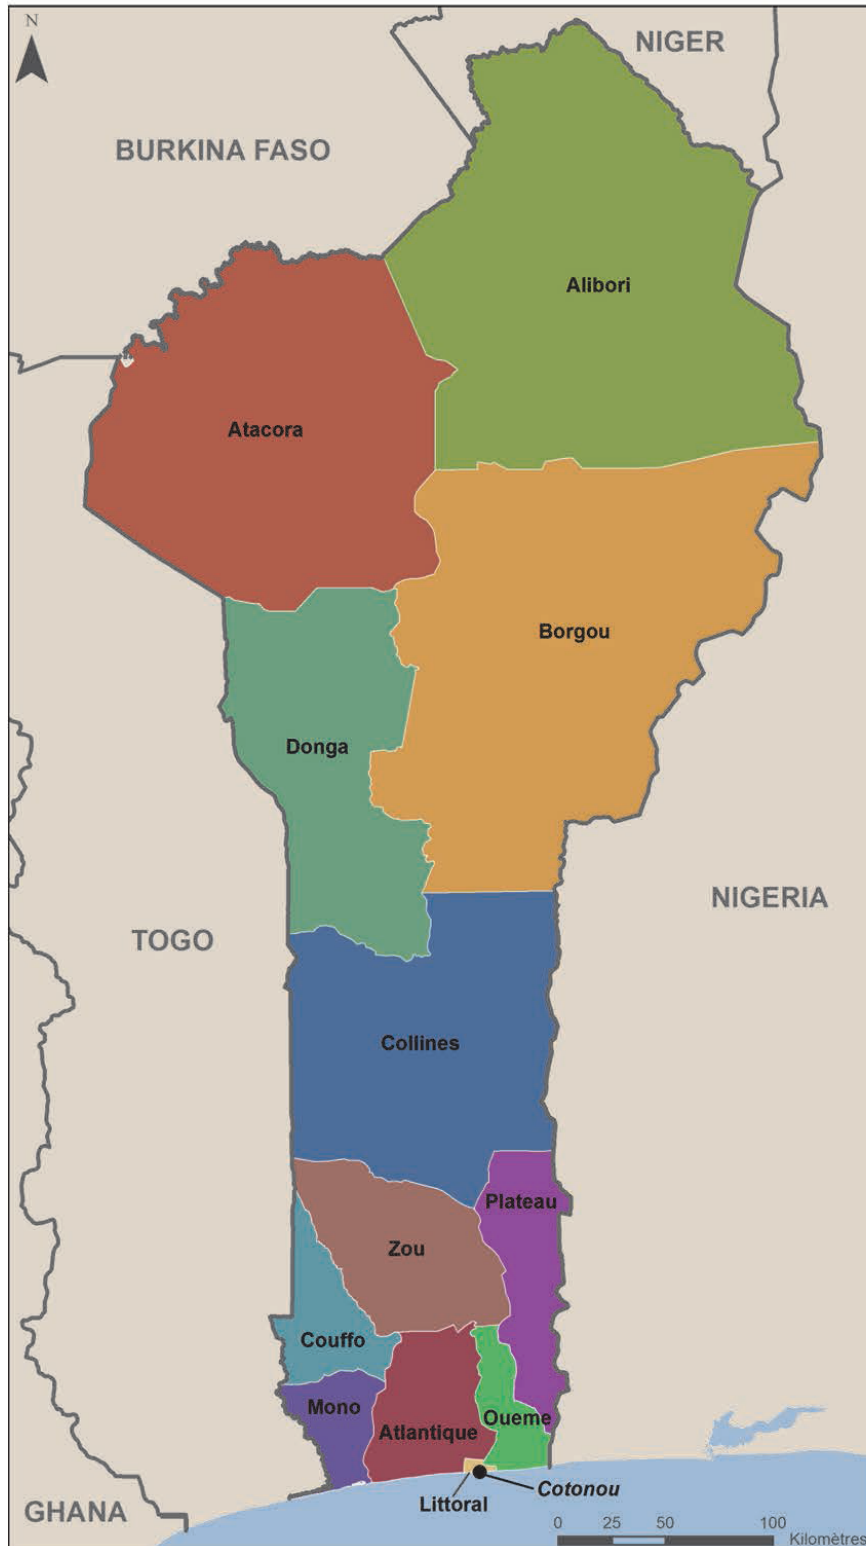 N
NIGER
BURKINA FASO
Alibori
Atacora
Borgou
Donga
NIGERIA
TOGO
Collines
Plateau
Zou
Couffo
Mono
Oueme
Atlantique
Cotonou
Littoral
GHANA
0 25 50 100
Kilomètres